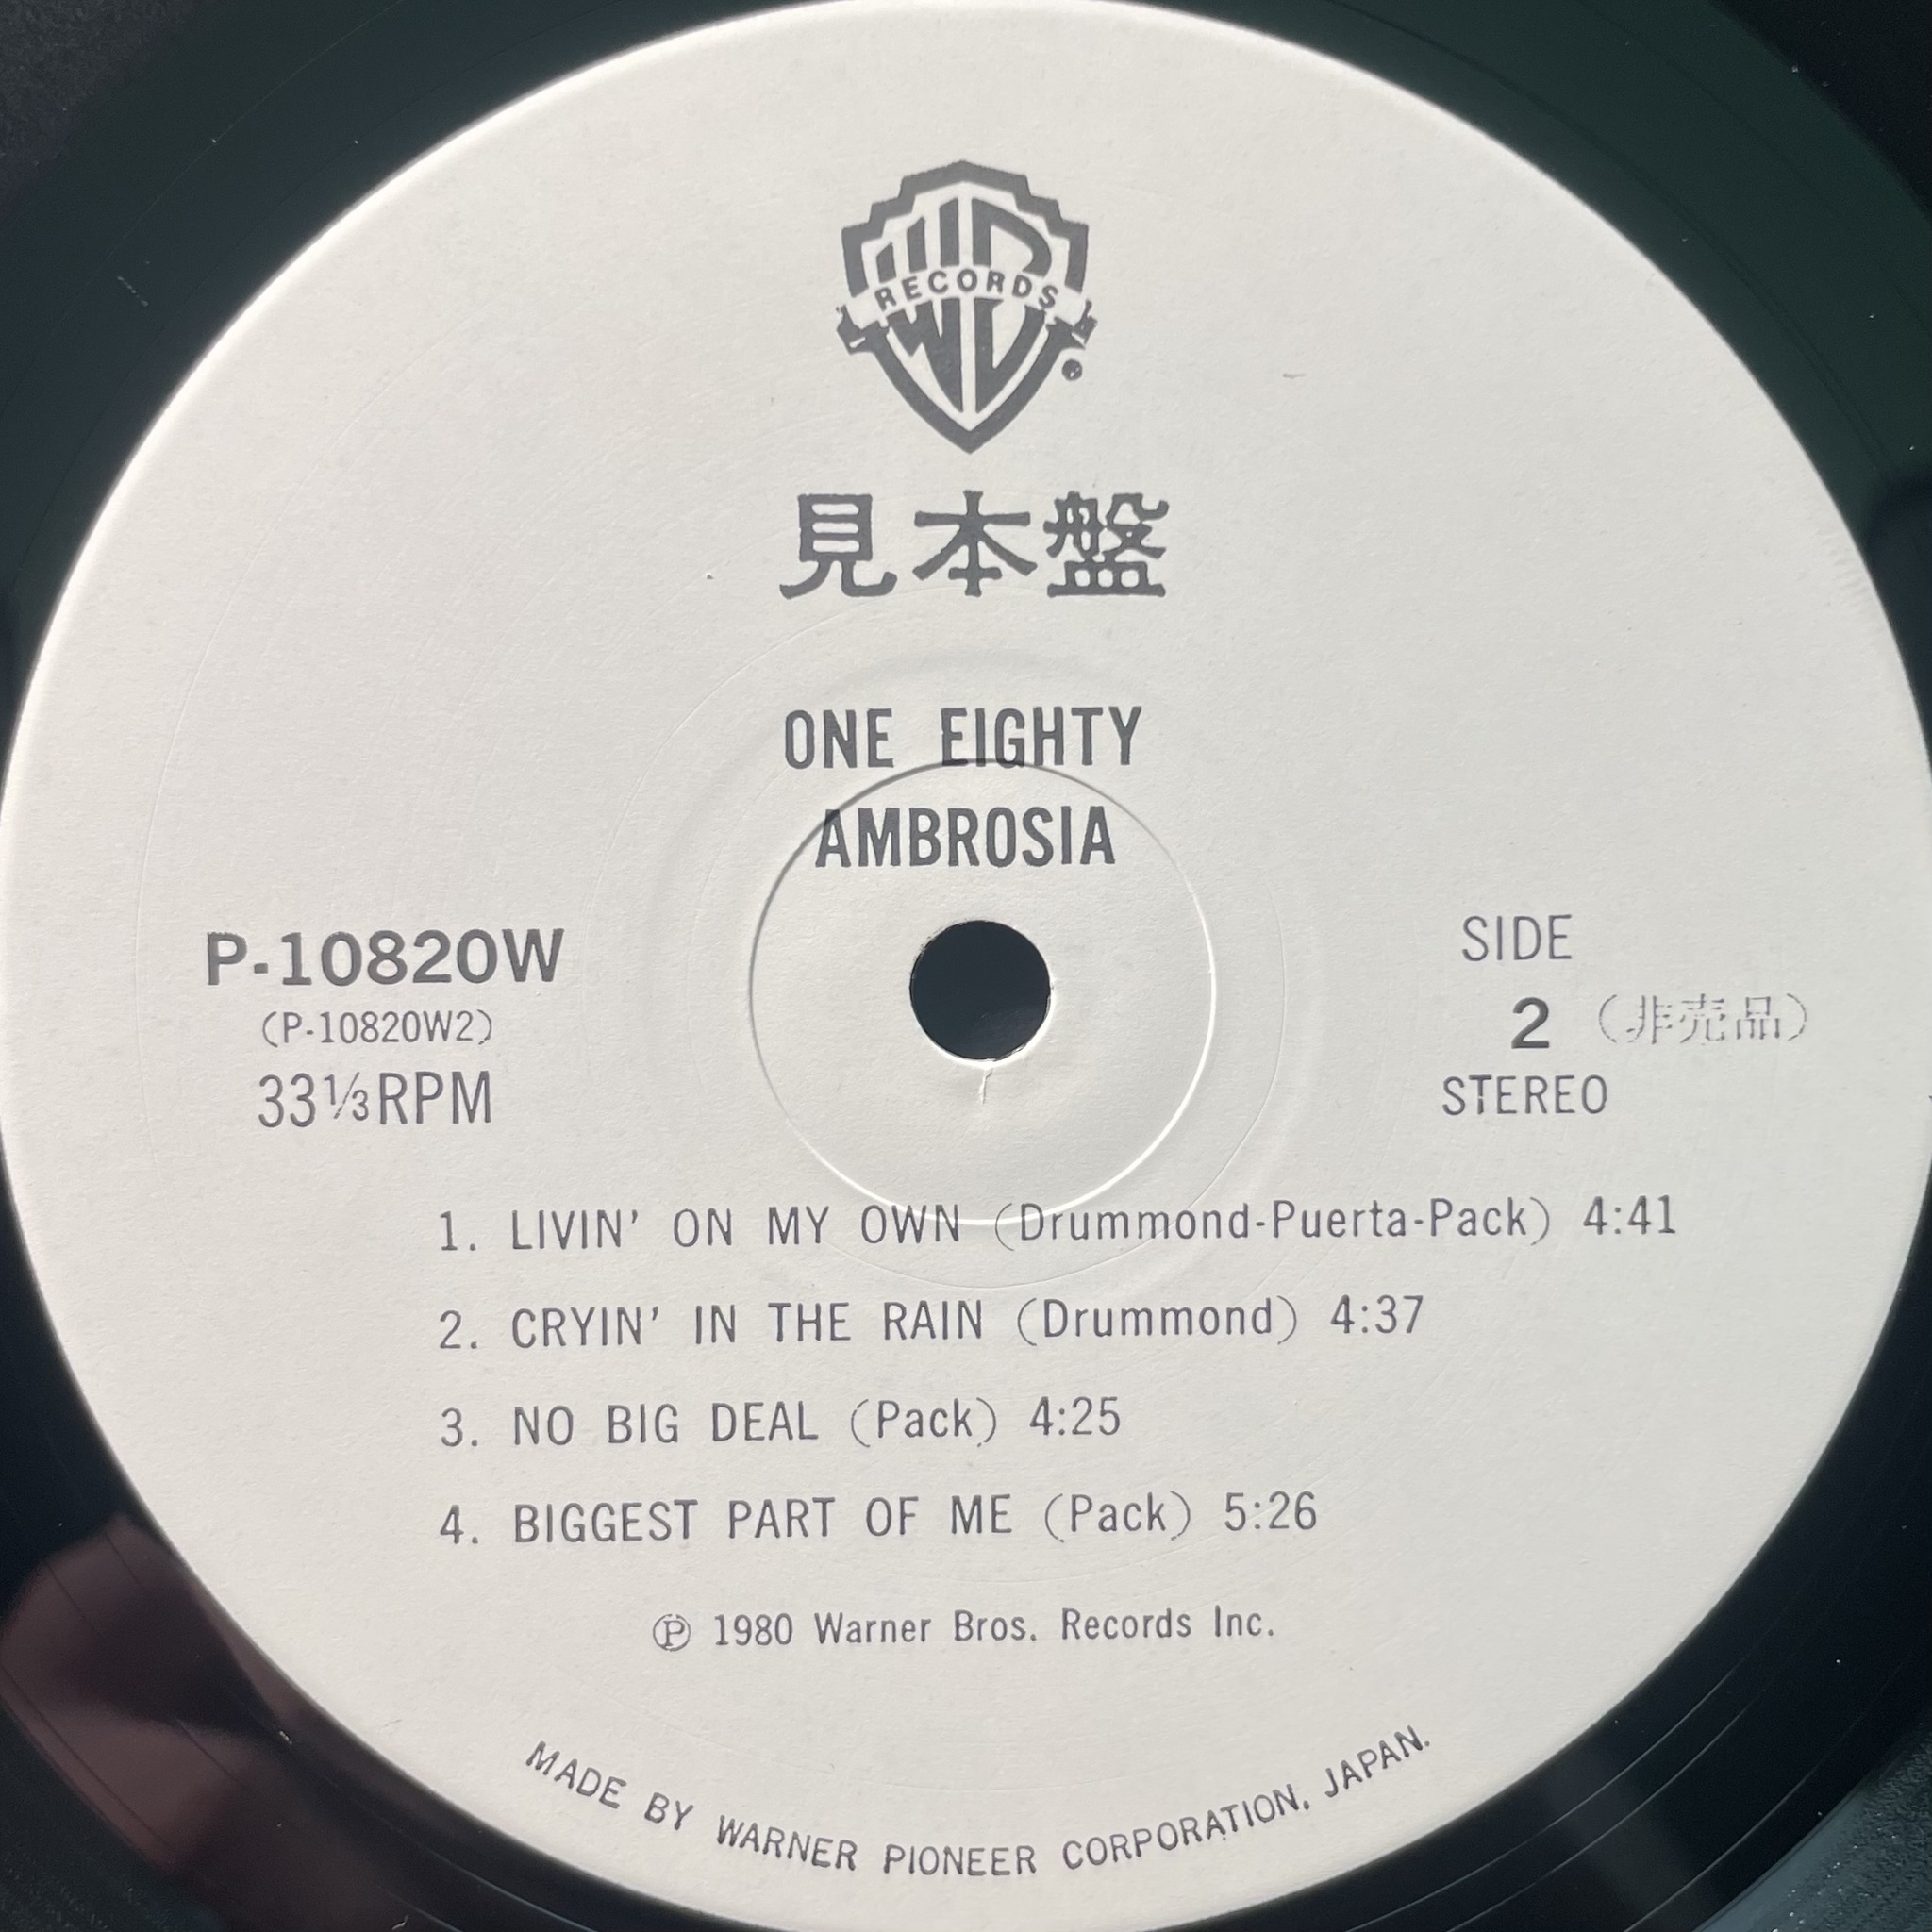 WB RECORDS
見本盤
ONE EIGHTY
AMBROSIA
P-10820W
(P-10820W2)
33⅓RPM
SIDE
2 (非売品)
STEREO
1. LIVIN' ON MY OWN (Drummond-Puerta-Pack) 4:41
2. CRYIN' IN THE RAIN (Drummond) 4:37
3. NO BIG DEAL (Pack) 4:25
4. BIGGEST PART OF ME (Pack) 5:26
℗ 1980 Warner Bros. Records Inc.
MADE BY WARNER PIONEER CORPORATION, JAPAN.